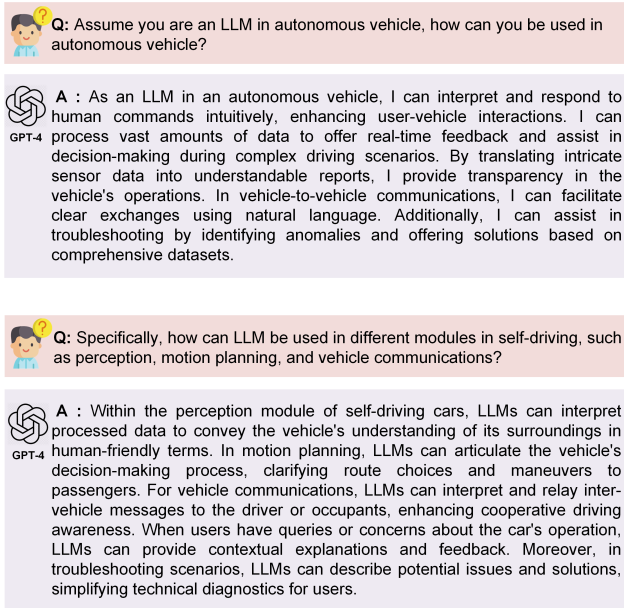 ?
Q: Assume you are an LLM in autonomous vehicle, how can you be used in
autonomous vehicle?
A : As an LLM in an autonomous vehicle, I can interpret and respond to
human commands intuitively, enhancing user-vehicle interactions. I can
GPT-4
process vast amounts of data to offer real-time feedback and assist in
decision-making during complex driving scenarios. By translating intricate
sensor data into understandable reports, I provide transparency in the
vehicle's operations. In vehicle-to-vehicle communications, I can facilitate
clear exchanges using natural language. Additionally, I can assist in
troubleshooting by identifying anomalies and offering solutions based on
comprehensive datasets.
?
Q: Specifically, how can LLM be used in different modules in self-driving, such
as perception, motion planning, and vehicle communications?
A : Within the perception module of self-driving cars, LLMs can interpret
processed data to convey the vehicle's understanding of its surroundings in
GPT-4
human-friendly terms. In motion planning, LLMs can articulate the vehicle's
decision-making process, clarifying route choices and maneuvers to
passengers. For vehicle communications, LLMs can interpret and relay inter-
vehicle messages to the driver or occupants, enhancing cooperative driving
awareness. When users have queries or concerns about the car's operation,
LLMs can provide contextual explanations and feedback. Moreover, in
troubleshooting scenarios, LLMs can describe potential issues and solutions,
simplifying technical diagnostics for users.